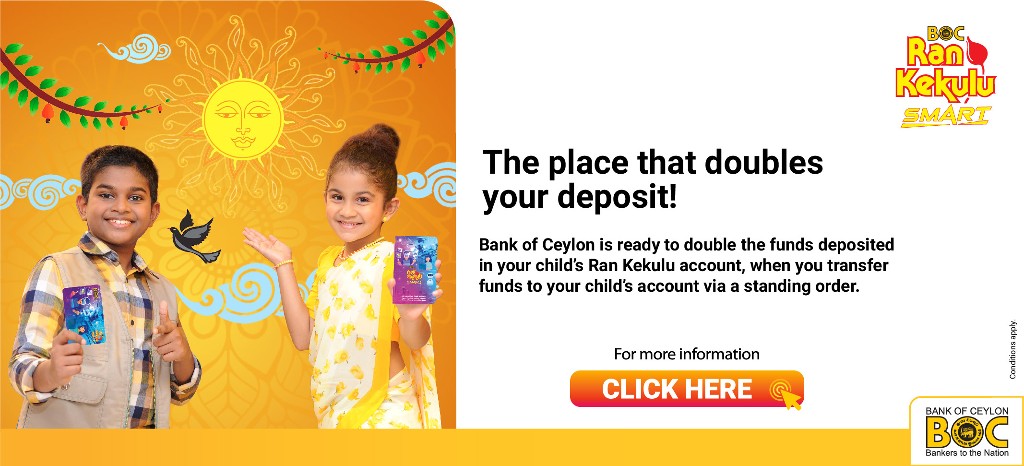 BOC
Ran
Kekulu
SMART
The place that doubles
your deposit!
Bank of Ceylon is ready to double the funds deposited
in your child's Ran Kekulu account, when you transfer
funds to your child's account via a standing order.
For more information
CLICK HERE
Conditions apply
BANK OF CEYLON
BOC
Bankers to the Nation